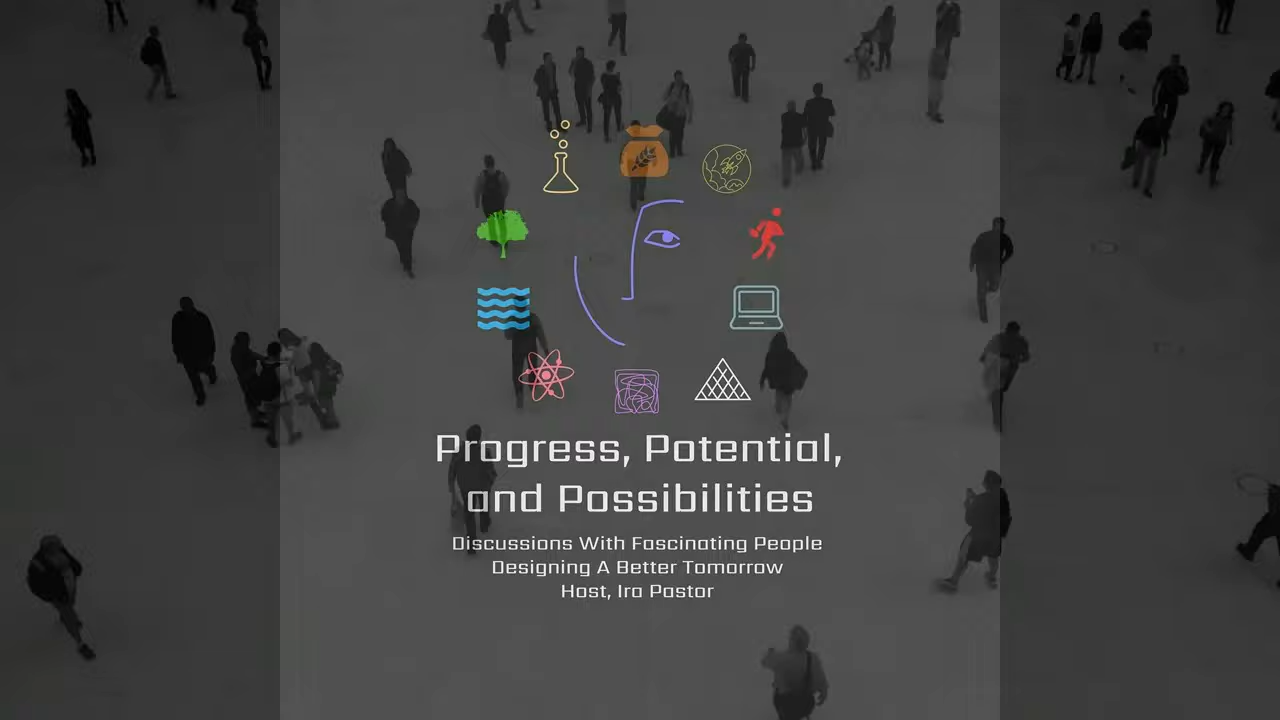 Progress, Potential,
and Possibilities
Discussions With Fascinating People
Designing A Better Tomorrow
Host, Ira Pastor